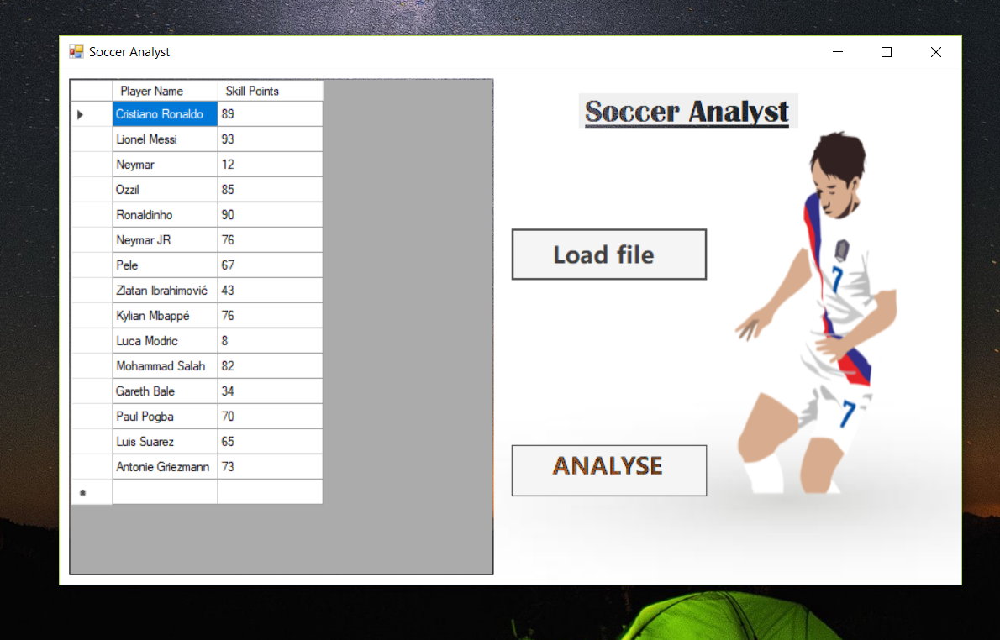 Soccer Analyst
Player Name Skill Points
Cristiano Ronaldo 89
Lionel Messi 93
Neymar 12
Ozzil 85
Ronaldinho 90
Neymar JR 76
Pele 67
Zlatan Ibrahimović 43
Kylian Mbappé 76
Luca Modric 8
Mohammad Salah 82
Gareth Bale 34
Paul Pogba 70
Luis Suarez 65
Antonie Griezmann 73
Soccer Analyst
Load file
ANALYSE
7
7